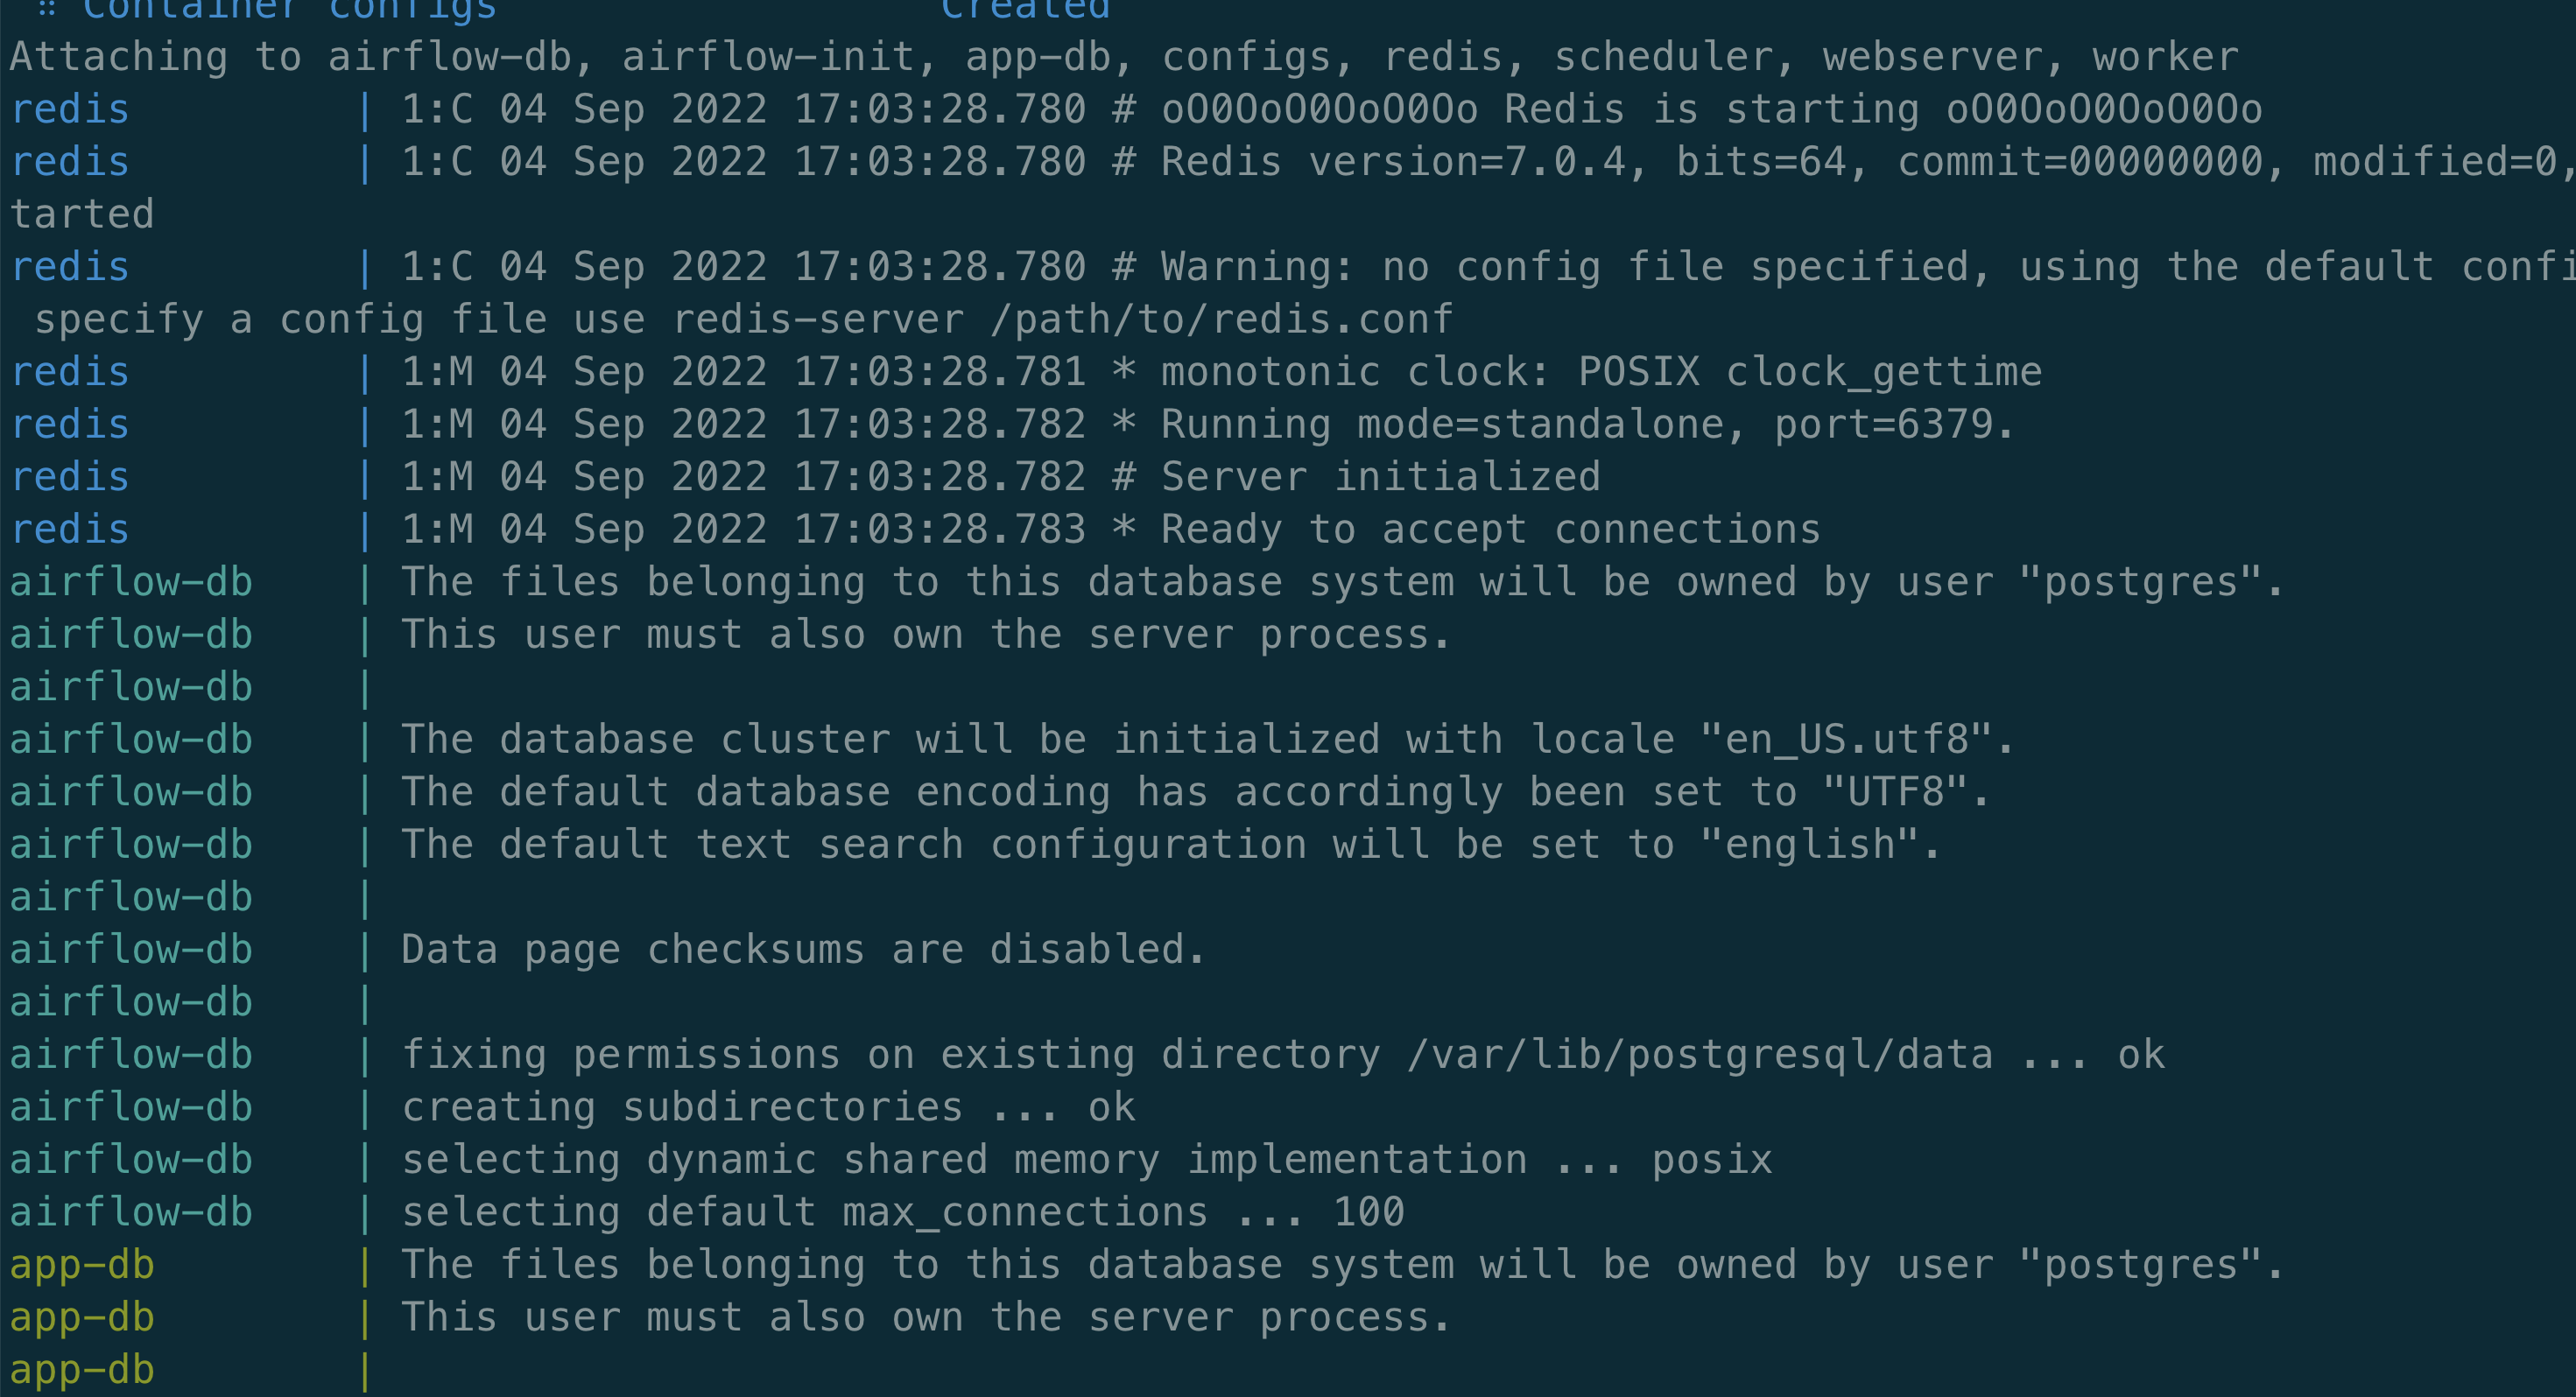 ⠿ Container configs Created
Attaching to airflow-db, airflow-init, app-db, configs, redis, scheduler, webserver, worker
redis | 1:C 04 Sep 2022 17:03:28.780 # oO0OoO0OoO0Oo Redis is starting oO0OoO0OoO0Oo
redis | 1:C 04 Sep 2022 17:03:28.780 # Redis version=7.0.4, bits=64, commit=00000000, modified=0,
tarted
redis | 1:C 04 Sep 2022 17:03:28.780 # Warning: no config file specified, using the default confi
specify a config file use redis-server /path/to/redis.conf
redis | 1:M 04 Sep 2022 17:03:28.781 * monotonic clock: POSIX clock_gettime
redis | 1:M 04 Sep 2022 17:03:28.782 * Running mode=standalone, port=6379.
redis | 1:M 04 Sep 2022 17:03:28.782 # Server initialized
redis | 1:M 04 Sep 2022 17:03:28.783 * Ready to accept connections
airflow-db | The files belonging to this database system will be owned by user "postgres".
airflow-db | This user must also own the server process.
airflow-db |
airflow-db | The database cluster will be initialized with locale "en_US.utf8".
airflow-db | The default database encoding has accordingly been set to "UTF8".
airflow-db | The default text search configuration will be set to "english".
airflow-db |
airflow-db | Data page checksums are disabled.
airflow-db |
airflow-db | fixing permissions on existing directory /var/lib/postgresql/data ... ok
airflow-db | creating subdirectories ... ok
airflow-db | selecting dynamic shared memory implementation ... posix
airflow-db | selecting default max_connections ... 100
app-db | The files belonging to this database system will be owned by user "postgres".
app-db | This user must also own the server process.
app-db |